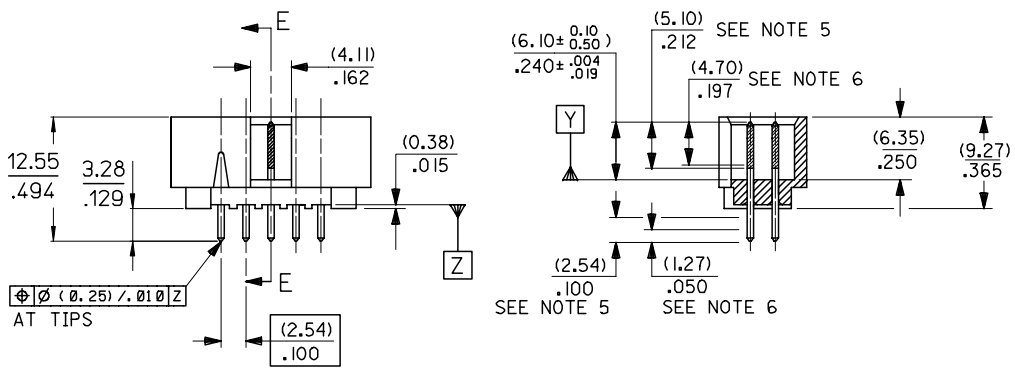 E
(4.11)
.162
12.55
.494
3.28
.129
(0.38)
.015
Z
E
⌖ Ø (0.25)/.010 Z
AT TIPS
(2.54)
.100
(6.10± 0.10 0.50)
.240± .004 .019
(5.10)
.212 SEE NOTE 5
(4.70)
.197 SEE NOTE 6
Y
(6.35)
.250
(9.27)
.365
(2.54)
.100
SEE NOTE 5
(1.27)
.050
SEE NOTE 6